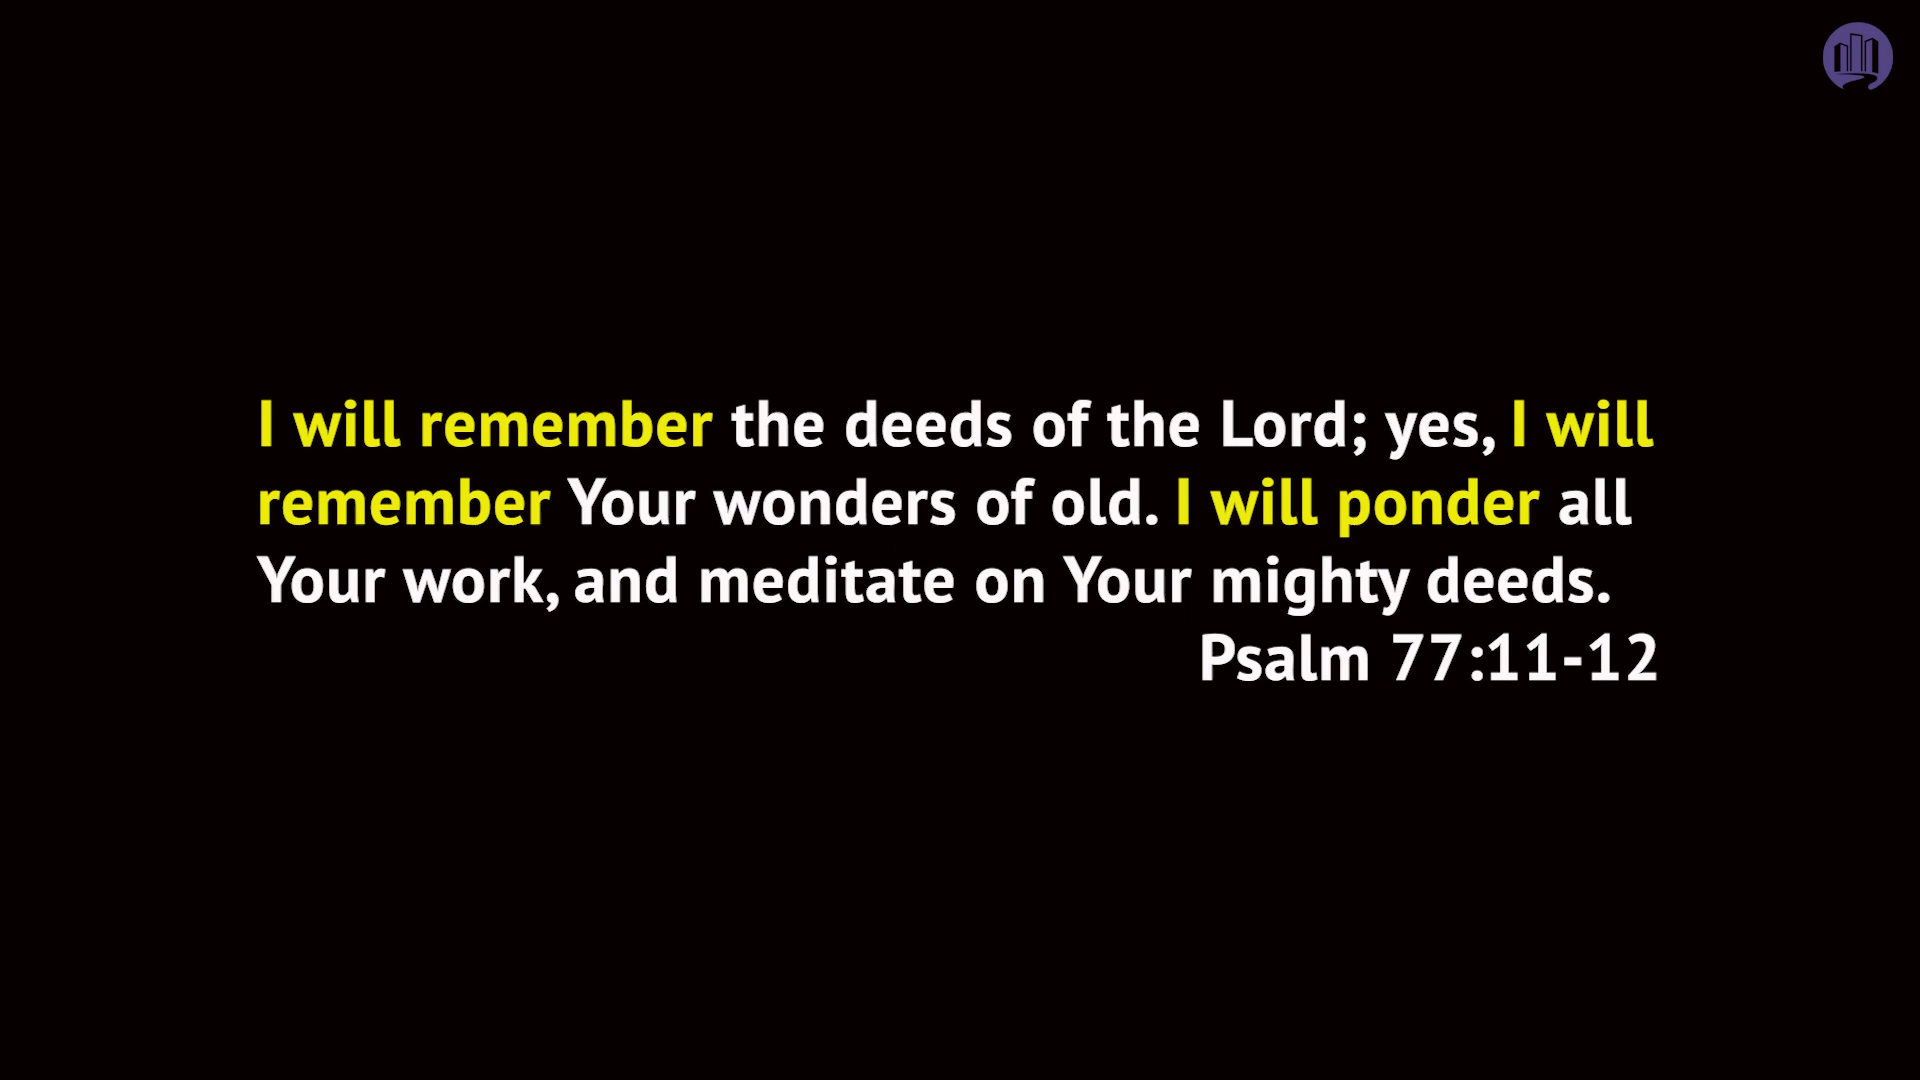 I will remember the deeds of the Lord; yes, I will
remember Your wonders of old. I will ponder all
Your work, and meditate on Your mighty deeds.
Psalm 77:11-12